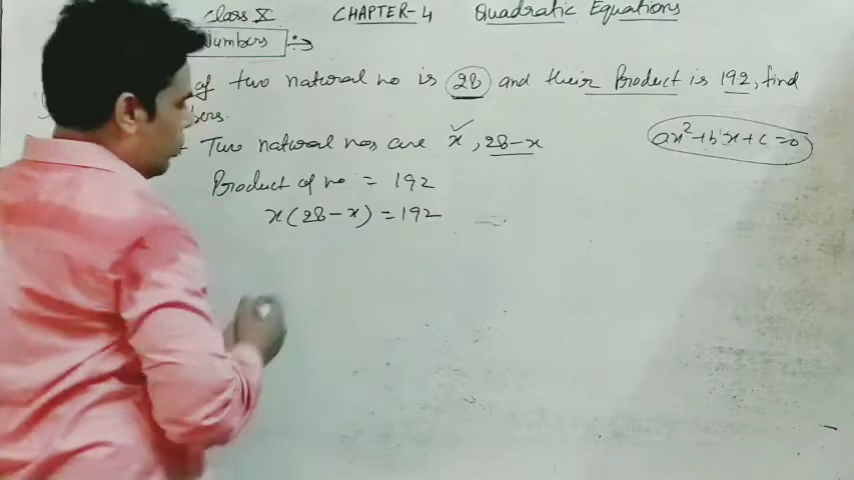 Class X CHAPTER-4 Quadratic Equations
Numbers
of two natural no is 28 and their Product is 192, find
bers.
Two natural nos are x, 28-x ax²+bx+c=0
Product of no = 192
x(28-x) = 192